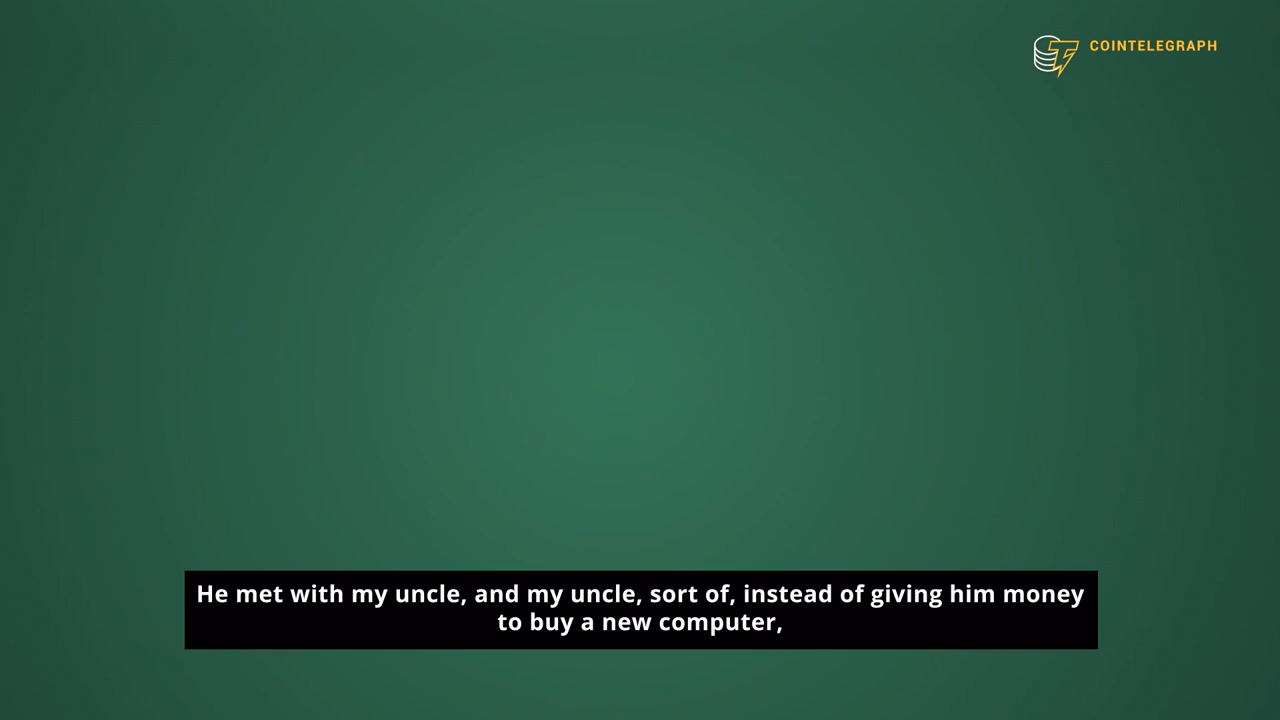 COINTELEGRAPH
He met with my uncle, and my uncle, sort of, instead of giving him money
to buy a new computer,